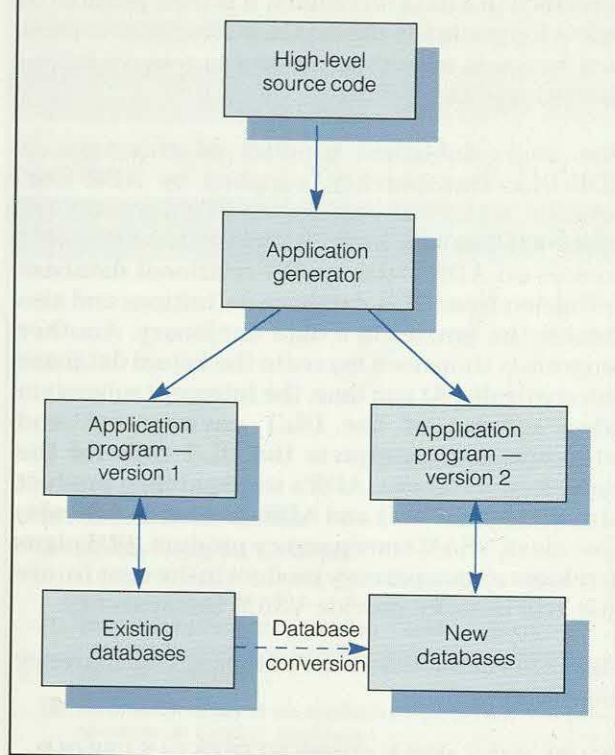 High-level
source code
Application
generator
Application
program —
version 1
Application
program —
version 2
Existing
databases
Database
conversion
New
databases